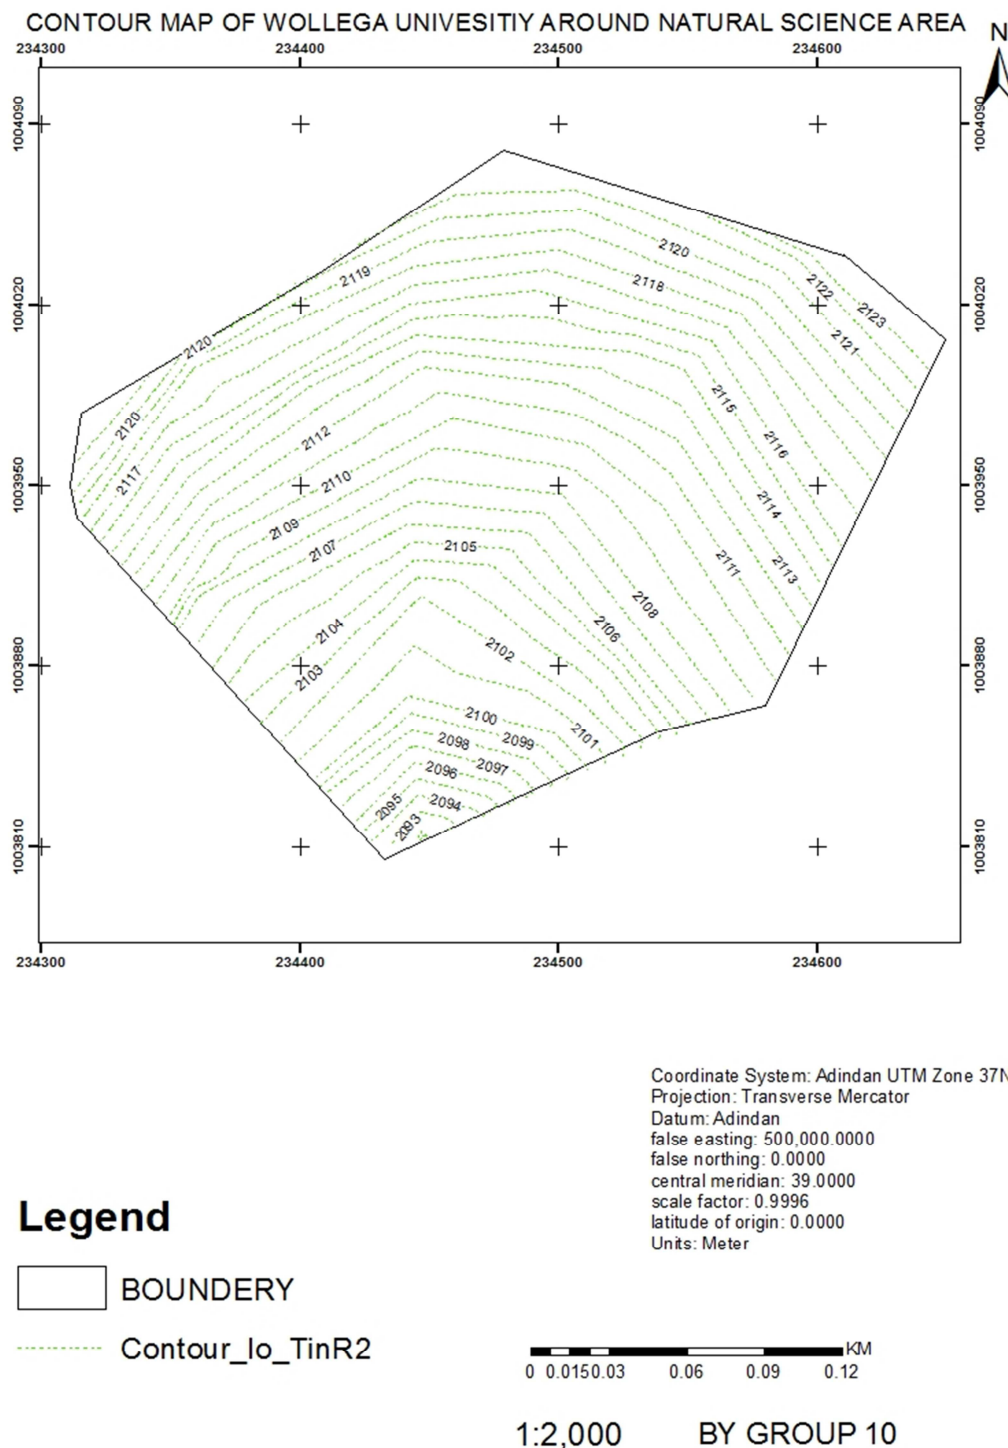 CONTOUR MAP OF WOLLEGA UNIVESITIY AROUND NATURAL SCIENCE AREA
N
234300 234400 234500 234600
1004090 1004090
2120
2119
2118
2122
1004020 2123 1004020
2120 2121
2115
2120 2112 2116
2117
1003950 2110 1003950
2114
2109
2107 2105 2111 2113
2108
2104 2106
2102
1003880 2103 1003880
2100 2101
2098 2099
2096 2097
2095 2094
2093
1003810 1003810
234300 234400 234500 234600
Coordinate System: Adindan UTM Zone 37N
Projection: Transverse Mercator
Datum: Adindan
false easting: 500,000.0000
false northing: 0.0000
central meridian: 39.0000
scale factor: 0.9996
latitude of origin: 0.0000
Units: Meter
Legend
BOUNDERY
Contour_lo_TinR2
KM
0 0.0150.03 0.06 0.09 0.12
1:2,000 BY GROUP 10